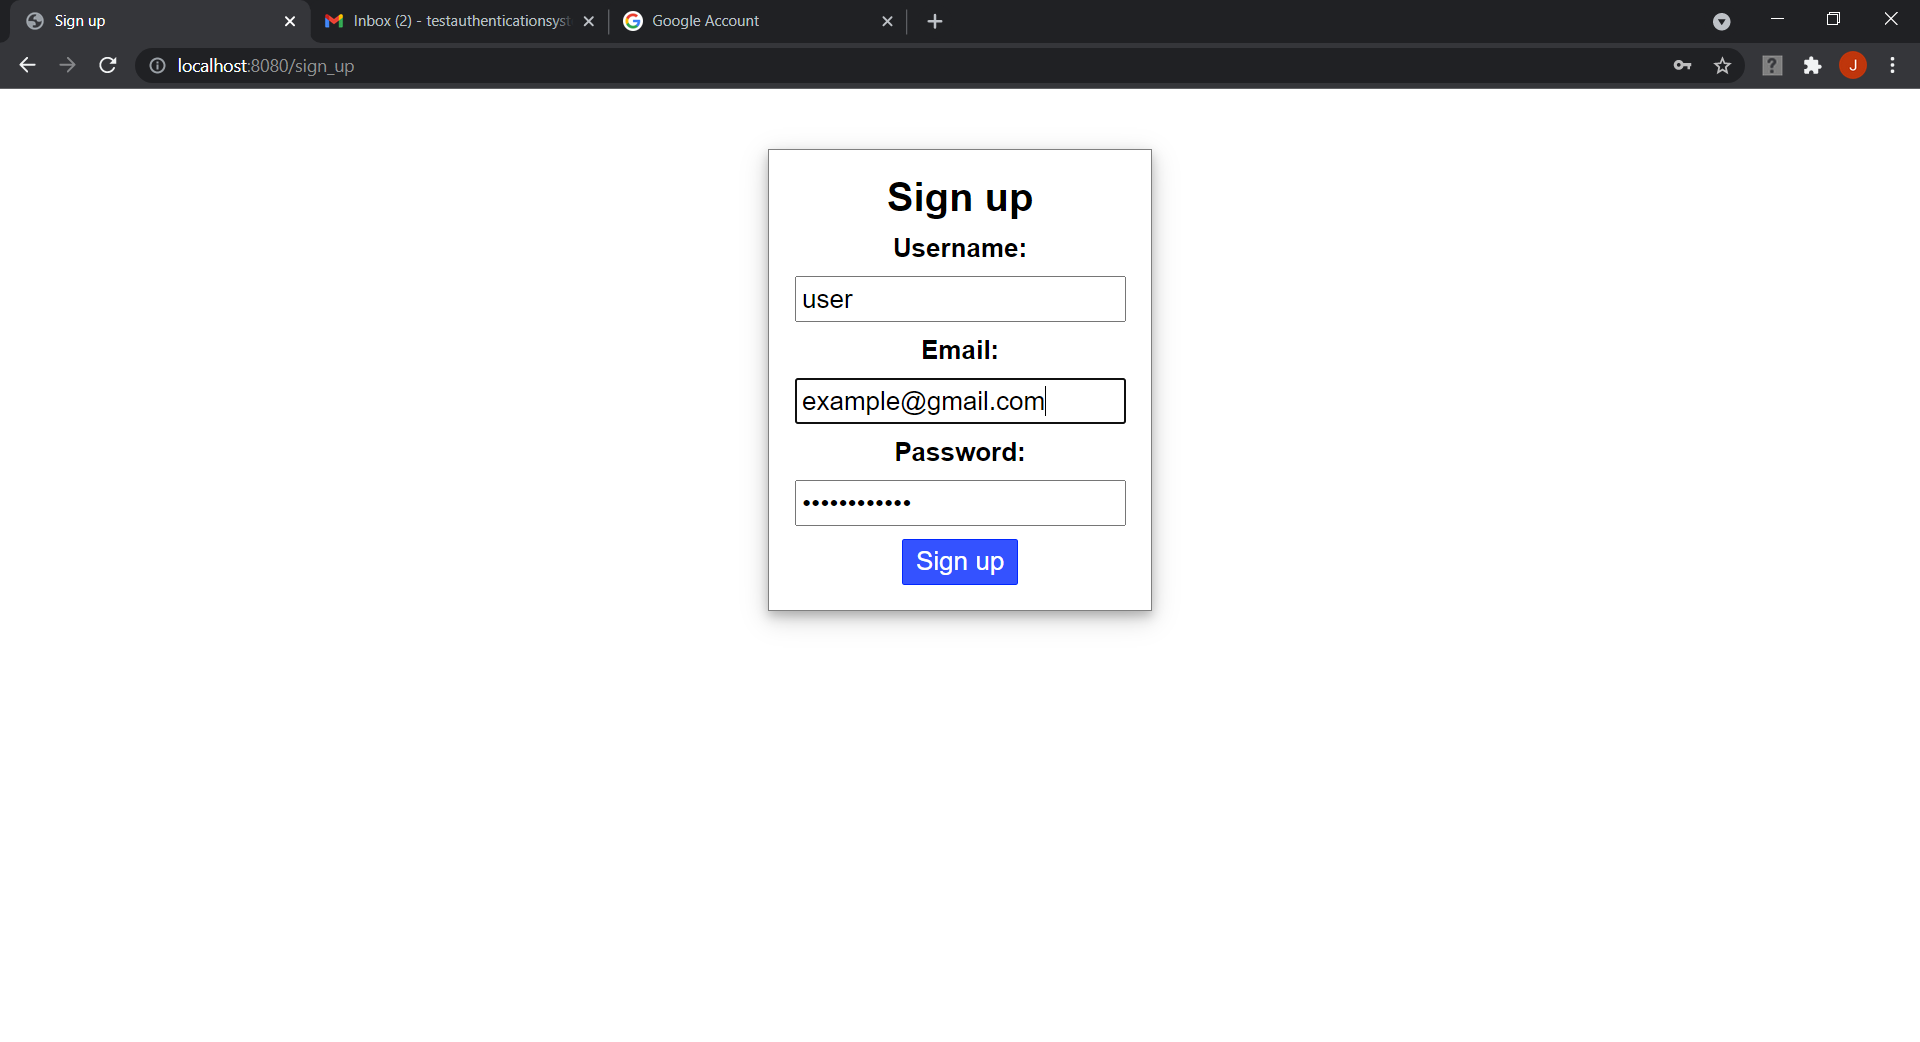 Sign up
Inbox (2) - testauthenticationsyst
Google Account
localhost:8080/sign_up
J
Sign up
Username:
user
Email:
example@gmail.com
Password:
••••••••••••
Sign up